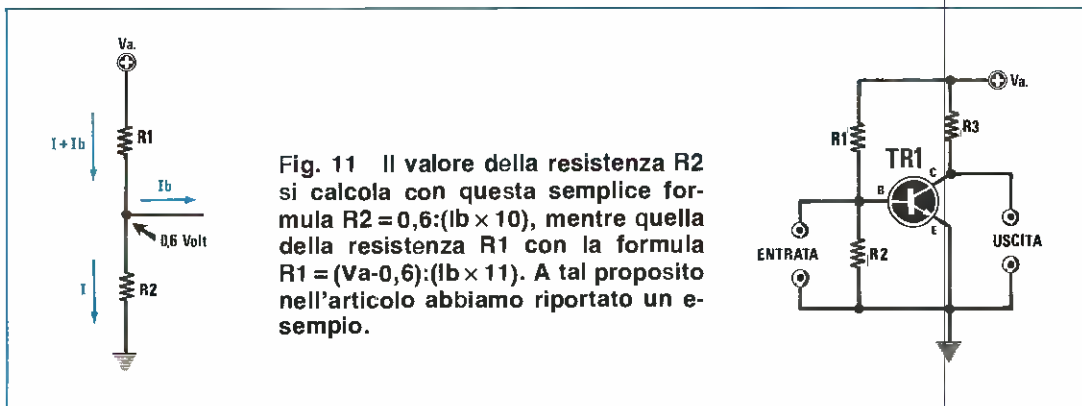 Va.
I+Ib
R1
Ib
0,6 Volt
I
R2
Fig. 11 Il valore della resistenza R2
si calcola con questa semplice for-
mula R2 = 0,6:(Ib × 10), mentre quella
della resistenza R1 con la formula
R1 = (Va-0,6):(Ib × 11). A tal proposito
nell'articolo abbiamo riportato un e-
sempio.
Va.
R1
R3
TR1
C
B
E
ENTRATA
R2
USCITA